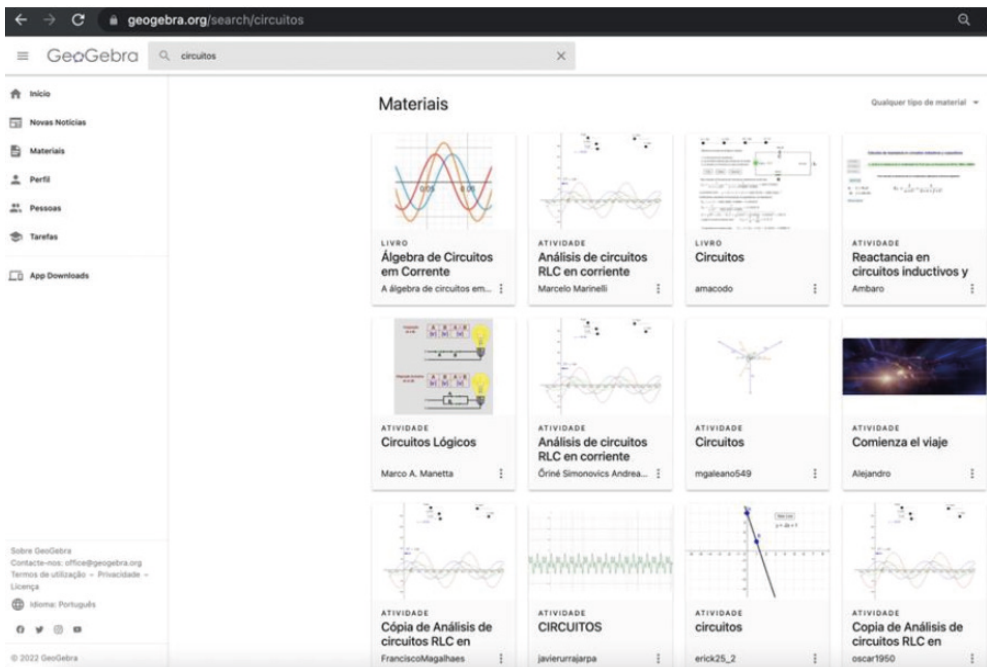 geogebra.org/search/circuitos
GeoGebra
circuitos
Início
Novas Notícias
Materiais
Perfil
Pessoas
Tarefas
App Downloads
Materiais
Qualquer tipo de material
LIVRO
Álgebra de Circuitos
em Corrente
A álgebra de circuitos em...
ATIVIDADE
Análisis de circuitos
RLC en corriente
Marcelo Marinelli
LIVRO
Circuitos
amacodo
ATIVIDADE
Reactancia en
circuitos inductivos y
Ambaro
ATIVIDADE
Circuitos Lógicos
Marco A. Manetta
ATIVIDADE
Análisis de circuitos
RLC en corriente
Őriné Simonovics Andrea...
ATIVIDADE
Circuitos
mgaleano549
ATIVIDADE
Comienza el viaje
Alejandro
ATIVIDADE
Cópia de Análisis de
circuitos RLC en
FranciscoMagalhaes
ATIVIDADE
CIRCUITOS
javierurrajarpa
ATIVIDADE
circuitos
erick25_2
ATIVIDADE
Copia de Análisis de
circuitos RLC en
oscar1950
Sobre GeoGebra
Contacte-nos: office@geogebra.org
Termos de utilização – Privacidade –
Licença
Idioma: Português
© 2022 GeoGebra